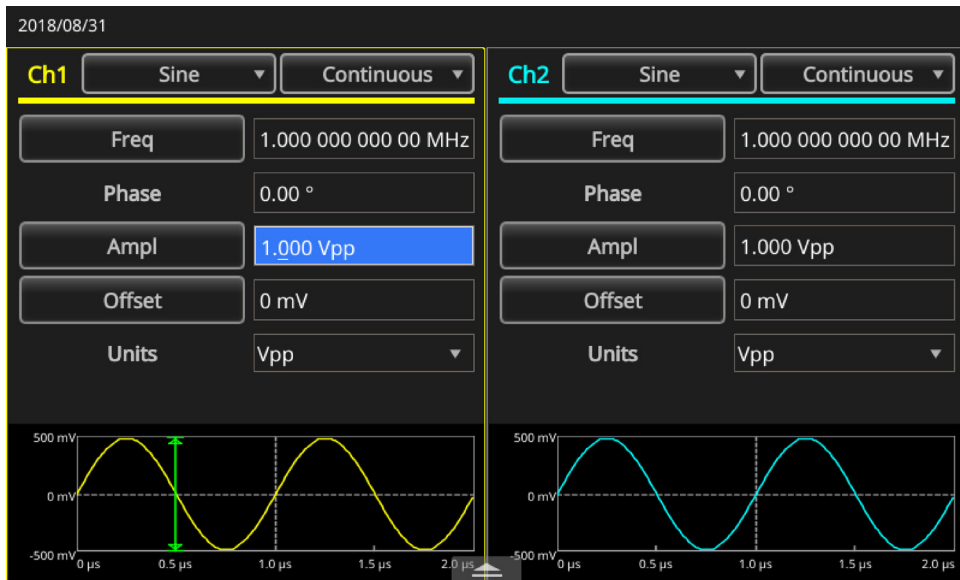 2018/08/31
Ch1 Sine Continuous
Freq 1.000 000 000 00 MHz
Phase 0.00 °
Ampl 1.000 Vpp
Offset 0 mV
Units Vpp
500 mV
0 mV
-500 mV
0 µs 0.5 µs 1.0 µs 1.5 µs 2.0 µs
Ch2 Sine Continuous
Freq 1.000 000 000 00 MHz
Phase 0.00 °
Ampl 1.000 Vpp
Offset 0 mV
Units Vpp
500 mV
0 mV
-500 mV
0 µs 0.5 µs 1.0 µs 1.5 µs 2.0 µs